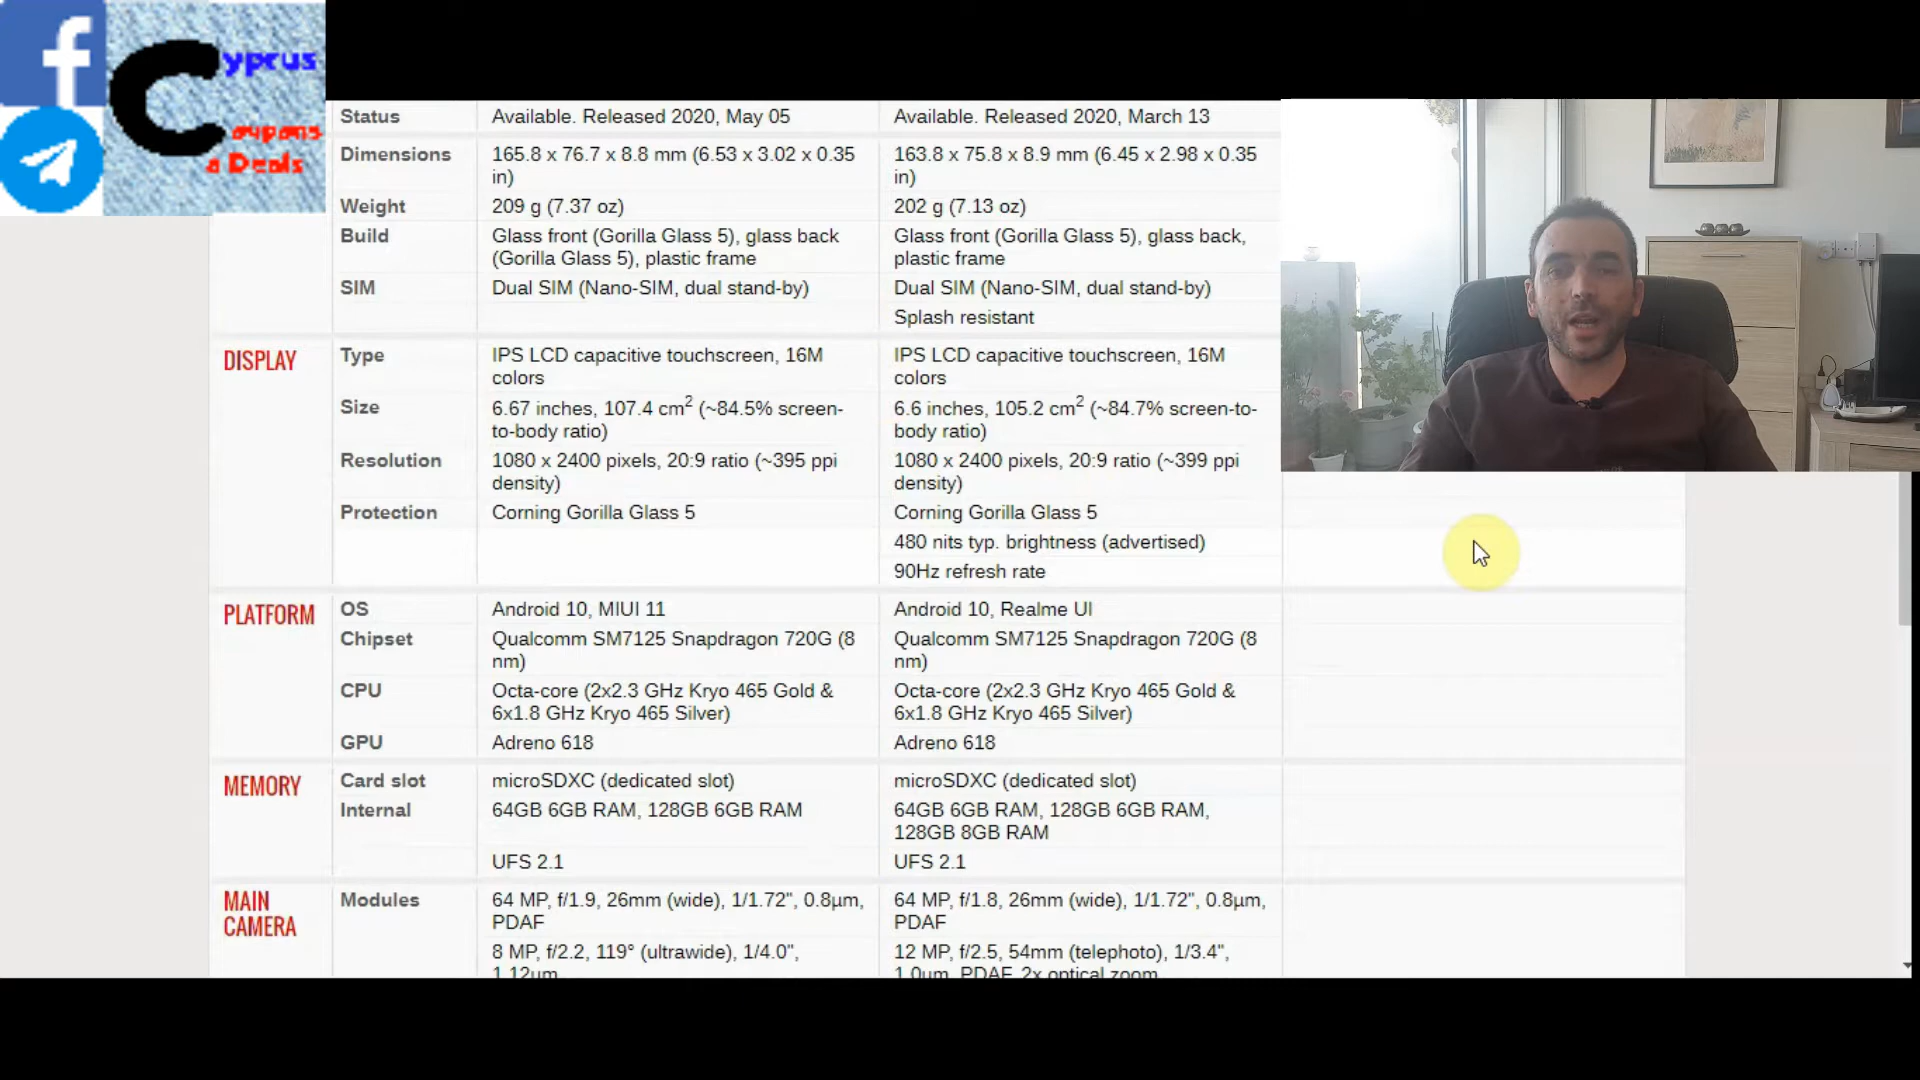 f
Cyprus
Coupons
a Deals
Status Available. Released 2020, May 05 Available. Released 2020, March 13
Dimensions 165.8 x 76.7 x 8.8 mm (6.53 x 3.02 x 0.35 163.8 x 75.8 x 8.9 mm (6.45 x 2.98 x 0.35
in) in)
Weight 209 g (7.37 oz) 202 g (7.13 oz)
Build Glass front (Gorilla Glass 5), glass back Glass front (Gorilla Glass 5), glass back,
(Gorilla Glass 5), plastic frame plastic frame
SIM Dual SIM (Nano-SIM, dual stand-by) Dual SIM (Nano-SIM, dual stand-by)
Splash resistant
DISPLAY Type IPS LCD capacitive touchscreen, 16M IPS LCD capacitive touchscreen, 16M
colors colors
Size 6.67 inches, 107.4 cm2 (~84.5% screen- 6.6 inches, 105.2 cm2 (~84.7% screen-to-
to-body ratio) body ratio)
Resolution 1080 x 2400 pixels, 20:9 ratio (~395 ppi 1080 x 2400 pixels, 20:9 ratio (~399 ppi
density) density)
Protection Corning Gorilla Glass 5 Corning Gorilla Glass 5
480 nits typ. brightness (advertised)
90Hz refresh rate
PLATFORM OS Android 10, MIUI 11 Android 10, Realme UI
Chipset Qualcomm SM7125 Snapdragon 720G (8 Qualcomm SM7125 Snapdragon 720G (8
nm) nm)
CPU Octa-core (2x2.3 GHz Kryo 465 Gold & Octa-core (2x2.3 GHz Kryo 465 Gold &
6x1.8 GHz Kryo 465 Silver) 6x1.8 GHz Kryo 465 Silver)
GPU Adreno 618 Adreno 618
MEMORY Card slot microSDXC (dedicated slot) microSDXC (dedicated slot)
Internal 64GB 6GB RAM, 128GB 6GB RAM 64GB 6GB RAM, 128GB 6GB RAM,
128GB 8GB RAM
UFS 2.1 UFS 2.1
MAIN CAMERA Modules 64 MP, f/1.9, 26mm (wide), 1/1.72", 0.8µm, 64 MP, f/1.8, 26mm (wide), 1/1.72", 0.8µm,
PDAF PDAF
8 MP, f/2.2, 119° (ultrawide), 1/4.0", 12 MP, f/2.5, 54mm (telephoto), 1/3.4",
1.12µm 1.0µm, PDAF, 2x optical zoom